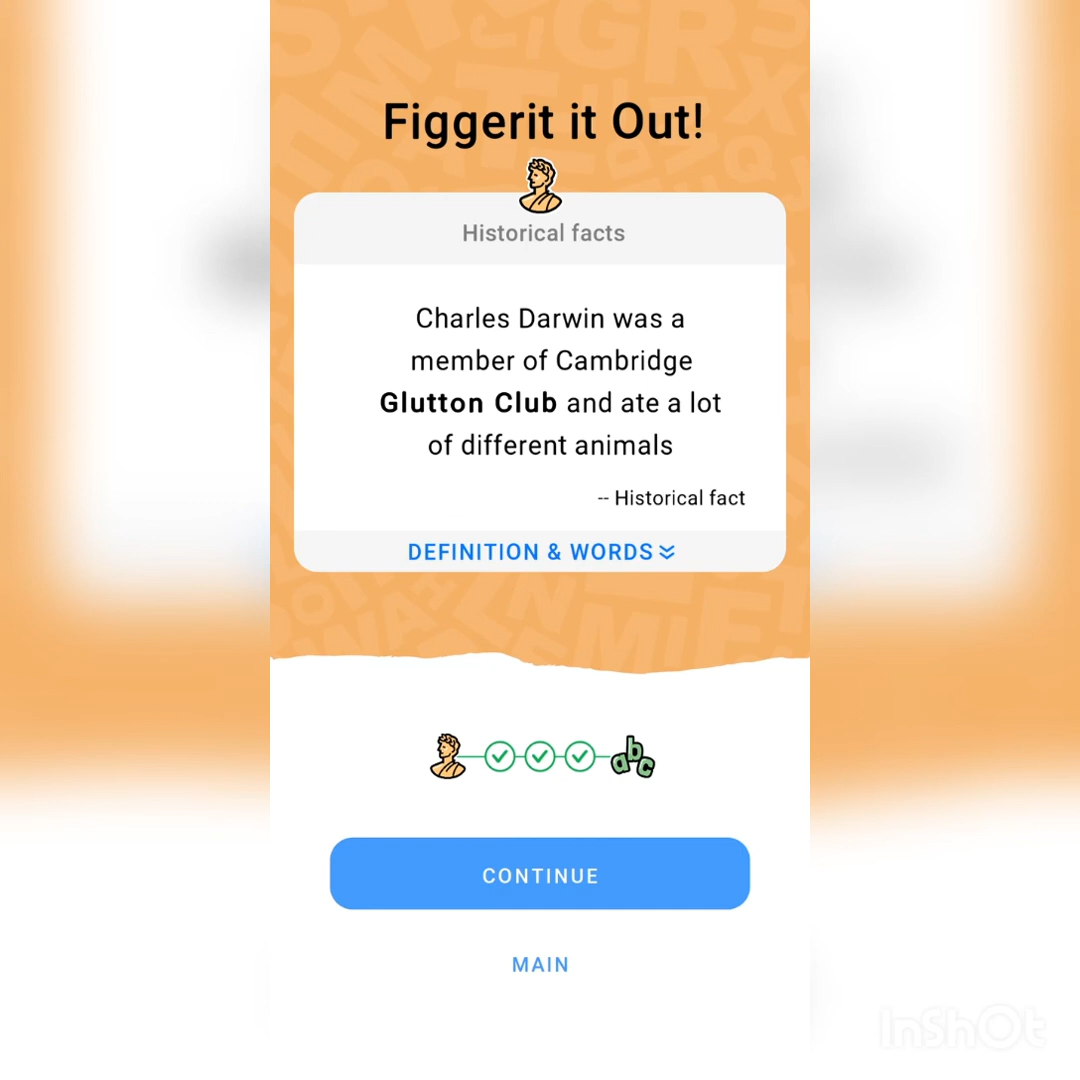 Figgerit it Out!
Historical facts
Charles Darwin was a
member of Cambridge
Glutton Club and ate a lot
of different animals
-- Historical fact
DEFINITION & WORDS
abc
CONTINUE
MAIN
InShOt